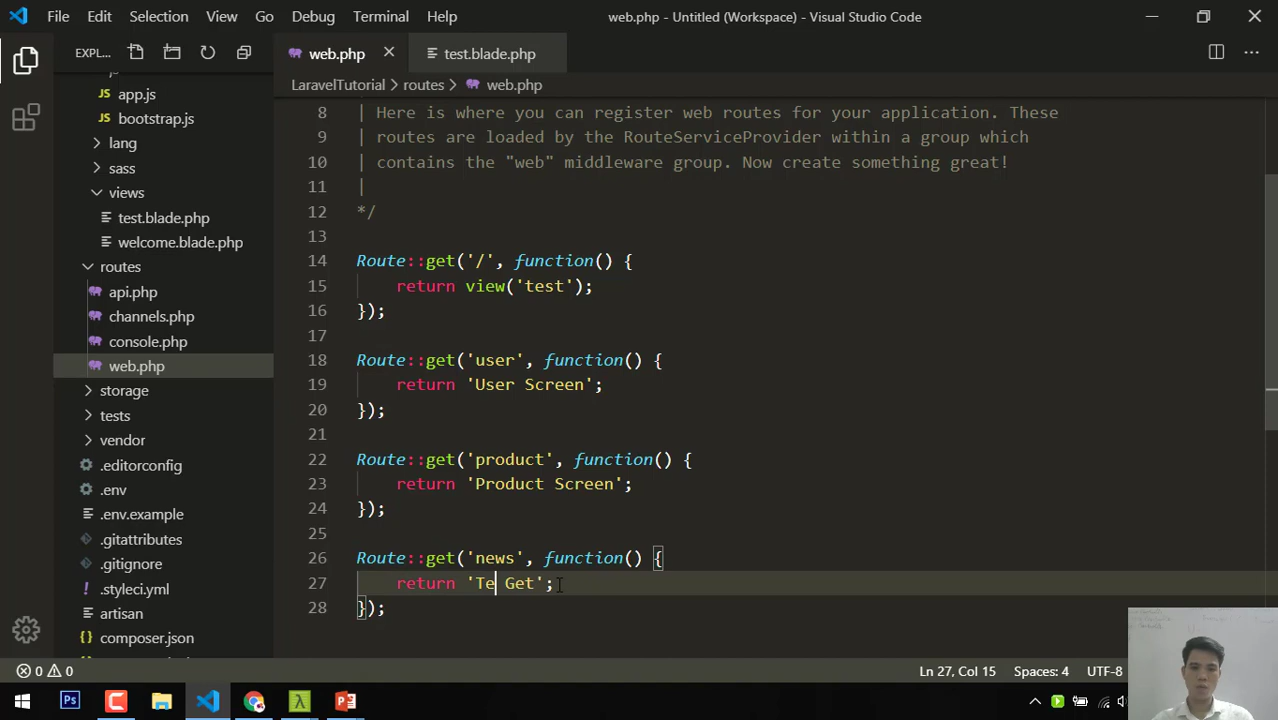 File Edit Selection View Go Debug Terminal Help
web.php - Untitled (Workspace) - Visual Studio Code
EXPL...
web.php
test.blade.php
LaravelTutorial > routes > web.php
app.js
bootstrap.js
lang
sass
views
test.blade.php
welcome.blade.php
routes
api.php
channels.php
console.php
web.php
storage
tests
vendor
.editorconfig
.env
.env.example
.gitattributes
.gitignore
.styleci.yml
artisan
composer.json
8 | Here is where you can register web routes for your application. These
9 | routes are loaded by the RouteServiceProvider within a group which
10 | contains the "web" middleware group. Now create something great!
11 |
12 */
13
14 Route::get('/', function() {
15 return view('test');
16 });
17
18 Route::get('user', function() {
19 return 'User Screen';
20 });
21
22 Route::get('product', function() {
23 return 'Product Screen';
24 });
25
26 Route::get('news', function() {
27 return 'Te Get';
28 });
0 0
Ln 27, Col 15 Spaces: 4 UTF-8
Ps